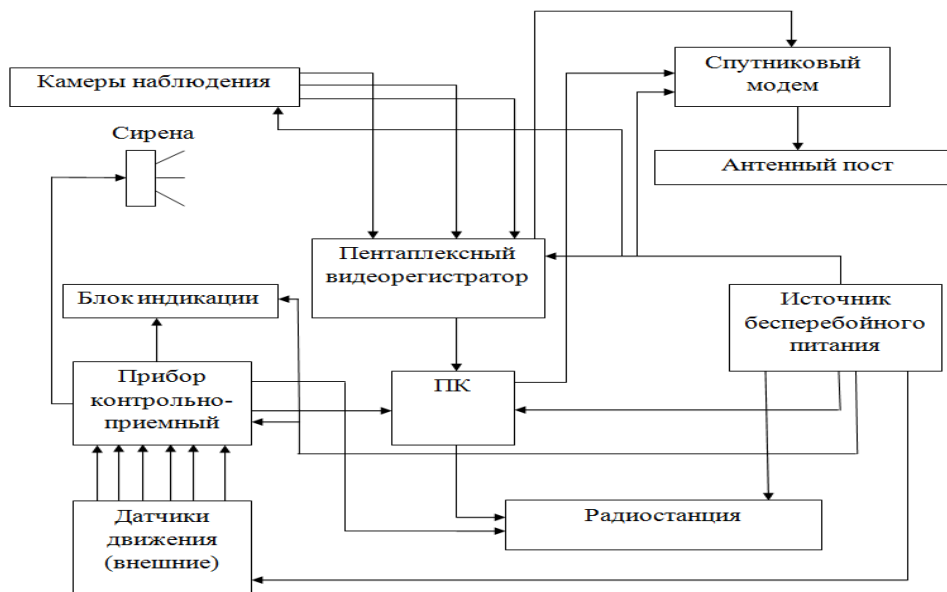 Камеры наблюдения
Спутниковый
модем
Сирена
Антенный пост
Пентаплексный
видеорегистратор
Блок индикации
Источник
бесперебойного
питания
Прибор
контрольно-
приемный
ПК
Датчики
движения
(внешние)
Радиостанция